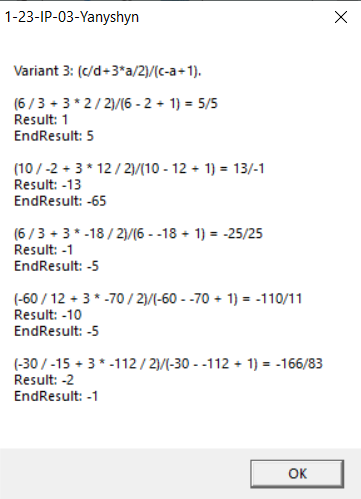 1-23-IP-03-Yanyshyn
Variant 3: (c/d+3*a/2)/(c-a+1).
(6 / 3 + 3 * 2 / 2)/(6 - 2 + 1) = 5/5
Result: 1
EndResult: 5
(10 / -2 + 3 * 12 / 2)/(10 - 12 + 1) = 13/-1
Result: -13
EndResult: -65
(6 / 3 + 3 * -18 / 2)/(6 - -18 + 1) = -25/25
Result: -1
EndResult: -5
(-60 / 12 + 3 * -70 / 2)/(-60 - -70 + 1) = -110/11
Result: -10
EndResult: -5
(-30 / -15 + 3 * -112 / 2)/(-30 - -112 + 1) = -166/83
Result: -2
EndResult: -1
OK